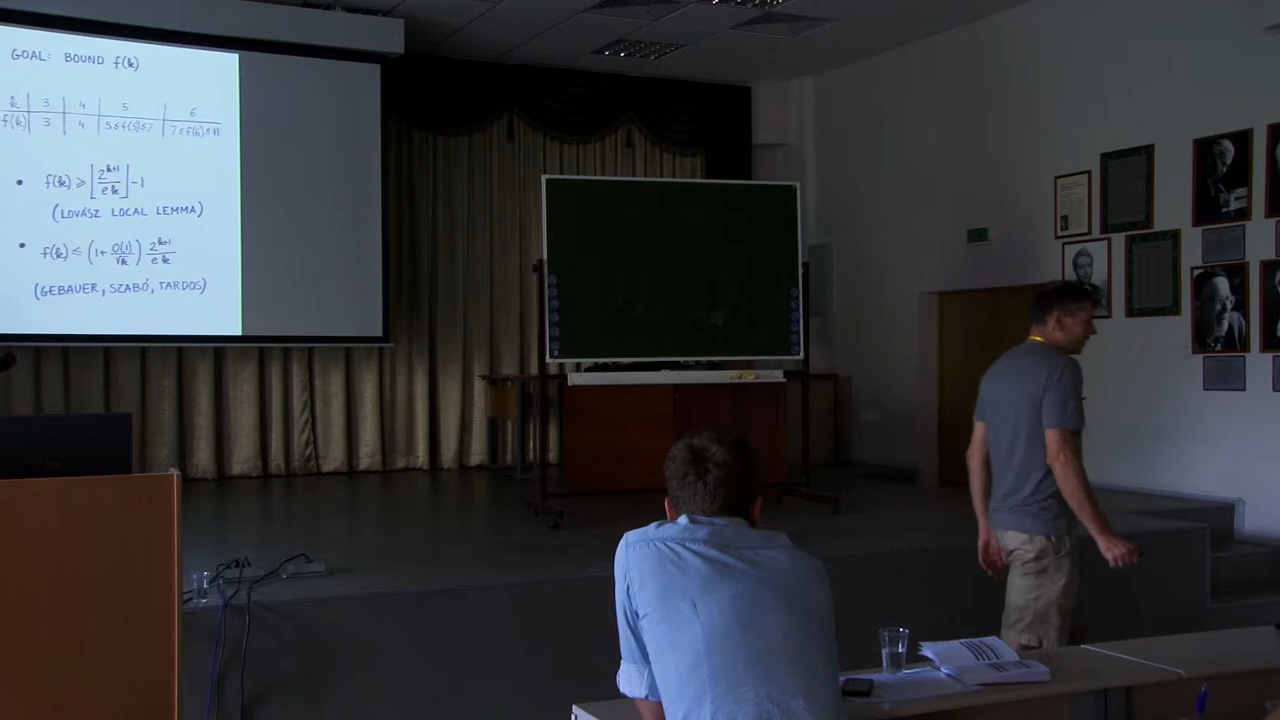 GOAL: BOUND f(k)
k | 3 | 4 | 5 | 6
f(k) | 3 | 4 | 5≤f(5)≤7 | 7≤f(6)≤11
• f(k) ≥ ⌊2^{k+1}/ek⌋ - 1
(LOVÁSZ LOCAL LEMMA)
• f(k) ≤ (1 + O(1)/√k) 2^{k+1}/ek
(GEBAUER, SZABÓ, TARDOS)